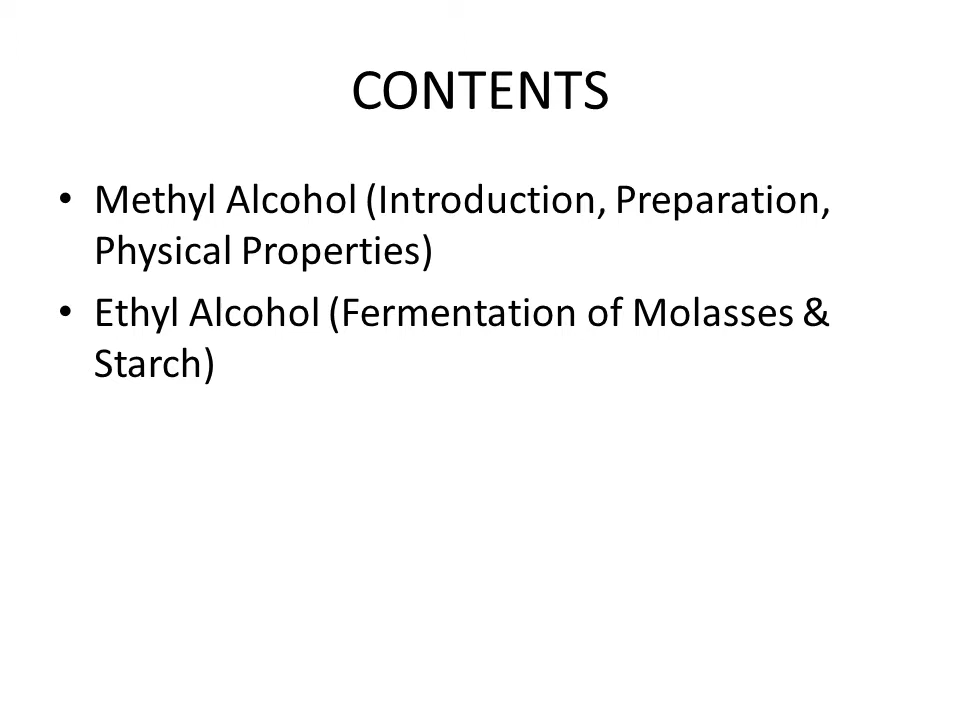 CONTENTS
• Methyl Alcohol (Introduction, Preparation,
Physical Properties)
• Ethyl Alcohol (Fermentation of Molasses &
Starch)